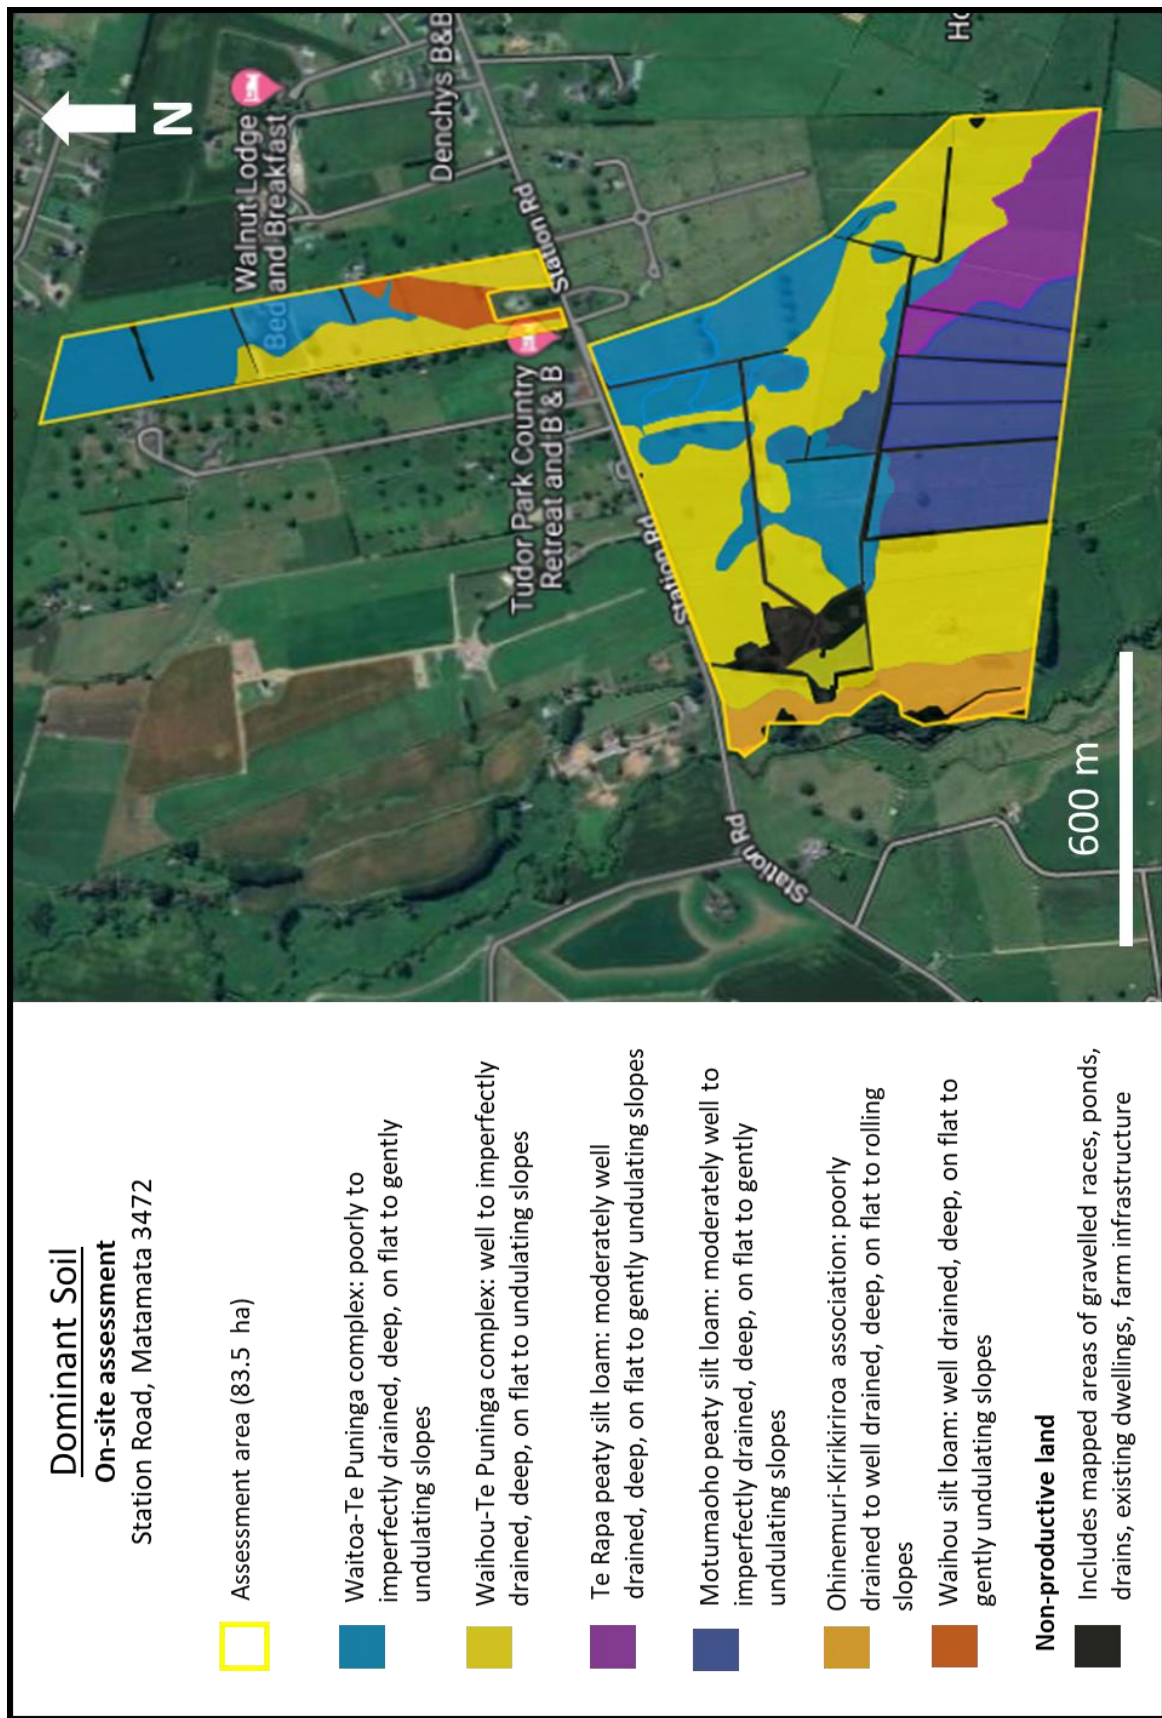 Dominant Soil
On-site assessment
Station Road, Matamata 3472
Assessment area (83.5 ha)
Waitoa-Te Puninga complex: poorly to
imperfectly drained, deep, on flat to gently
undulating slopes
Waihou-Te Puninga complex: well to imperfectly
drained, deep, on flat to undulating slopes
Te Rapa peaty silt loam: moderately well
drained, deep, on flat to gently undulating slopes
Motumaoho peaty silt loam: moderately well to
imperfectly drained, deep, on flat to gently
undulating slopes
Ohinemuri-Kirikiriroa association: poorly
drained to well drained, deep, on flat to rolling
slopes
Waihou silt loam: well drained, deep, on flat to
gently undulating slopes
Non-productive land
Includes mapped areas of gravelled races, ponds,
drains, existing dwellings, farm infrastructure
N
Walnut Lodge
Bed and Breakfast
Denchys B&B
Station Rd
Tudor Park Country
Retreat and B & B
Station Rd
Station Rd
600 m
Ho